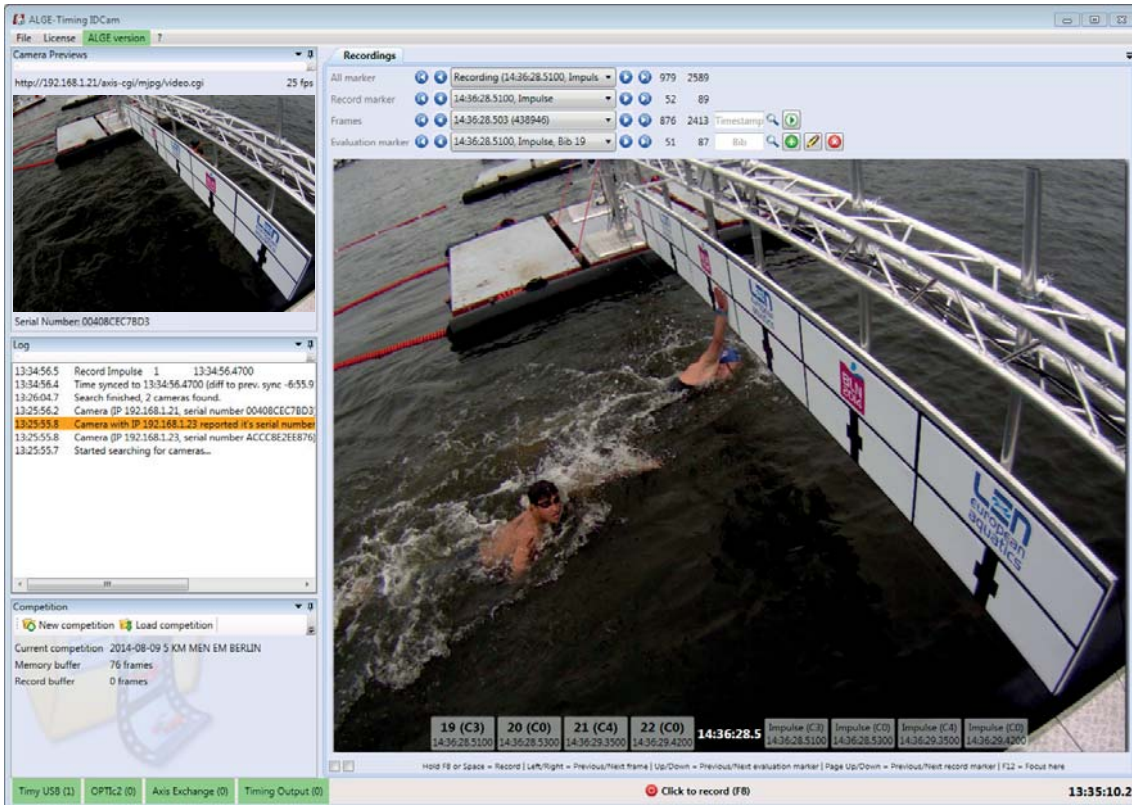 ALGE-Timing IDCam
File License ALGE version ?
Camera Previews
http://192.168.1.21/axis-cgi/mjpg/video.cgi 25 fps
Serial Number: 00408CEC7BD3
Log
13:34:56.5 Record Impulse 1 13:34:56.4700
13:34:56.4 Time synced to 13:34:56.4700 (diff to prev. sync -6:55.9
13:26:04.7 Search finished, 2 cameras found.
13:25:56.2 Camera (IP 192.168.1.21, serial number 00408CEC7BD3)
13:25:55.8 Camera with IP 192.168.1.23 reported it's serial number
13:25:55.8 Camera (IP 192.168.1.23, serial number ACCC8E2EE876)
13:25:55.7 Started searching for cameras...
Competition
New competition Load competition
Current competition 2014-08-09 5 KM MEN EM BERLIN
Memory buffer 76 frames
Record buffer 0 frames
Recordings
All marker Recording (14:36:28.5100, Impuls 979 2589
Record marker 14:36:28.5100, Impulse 52 89
Frames 14:36:28.503 (438946) 876 2413 Timestamp
Evaluation marker 14:36:28.5100, Impulse, Bib 19 51 87 Bib
LEN
BLN
2014
LEN
european
aquatics
19 (C3) 20 (C0) 21 (C4) 22 (C0) 14:36:28.5 Impulse (C3) Impulse (C0) Impulse (C4) Impulse (C0)
14:36:28.5100 14:36:28.5300 14:36:29.3500 14:36:29.4200 14:36:28.5100 14:36:28.5300 14:36:29.3500 14:36:29.4200
Hold F8 or Space = Record | Left/Right = Previous/Next frame | Up/Down = Previous/Next evaluation marker | Page Up/Down = Previous/Next record marker | F12 = Focus here
Timy USB (1) OPTIc2 (0) Axis Exchange (0) Timing Output (0) Click to record (F8) 13:35:10.2